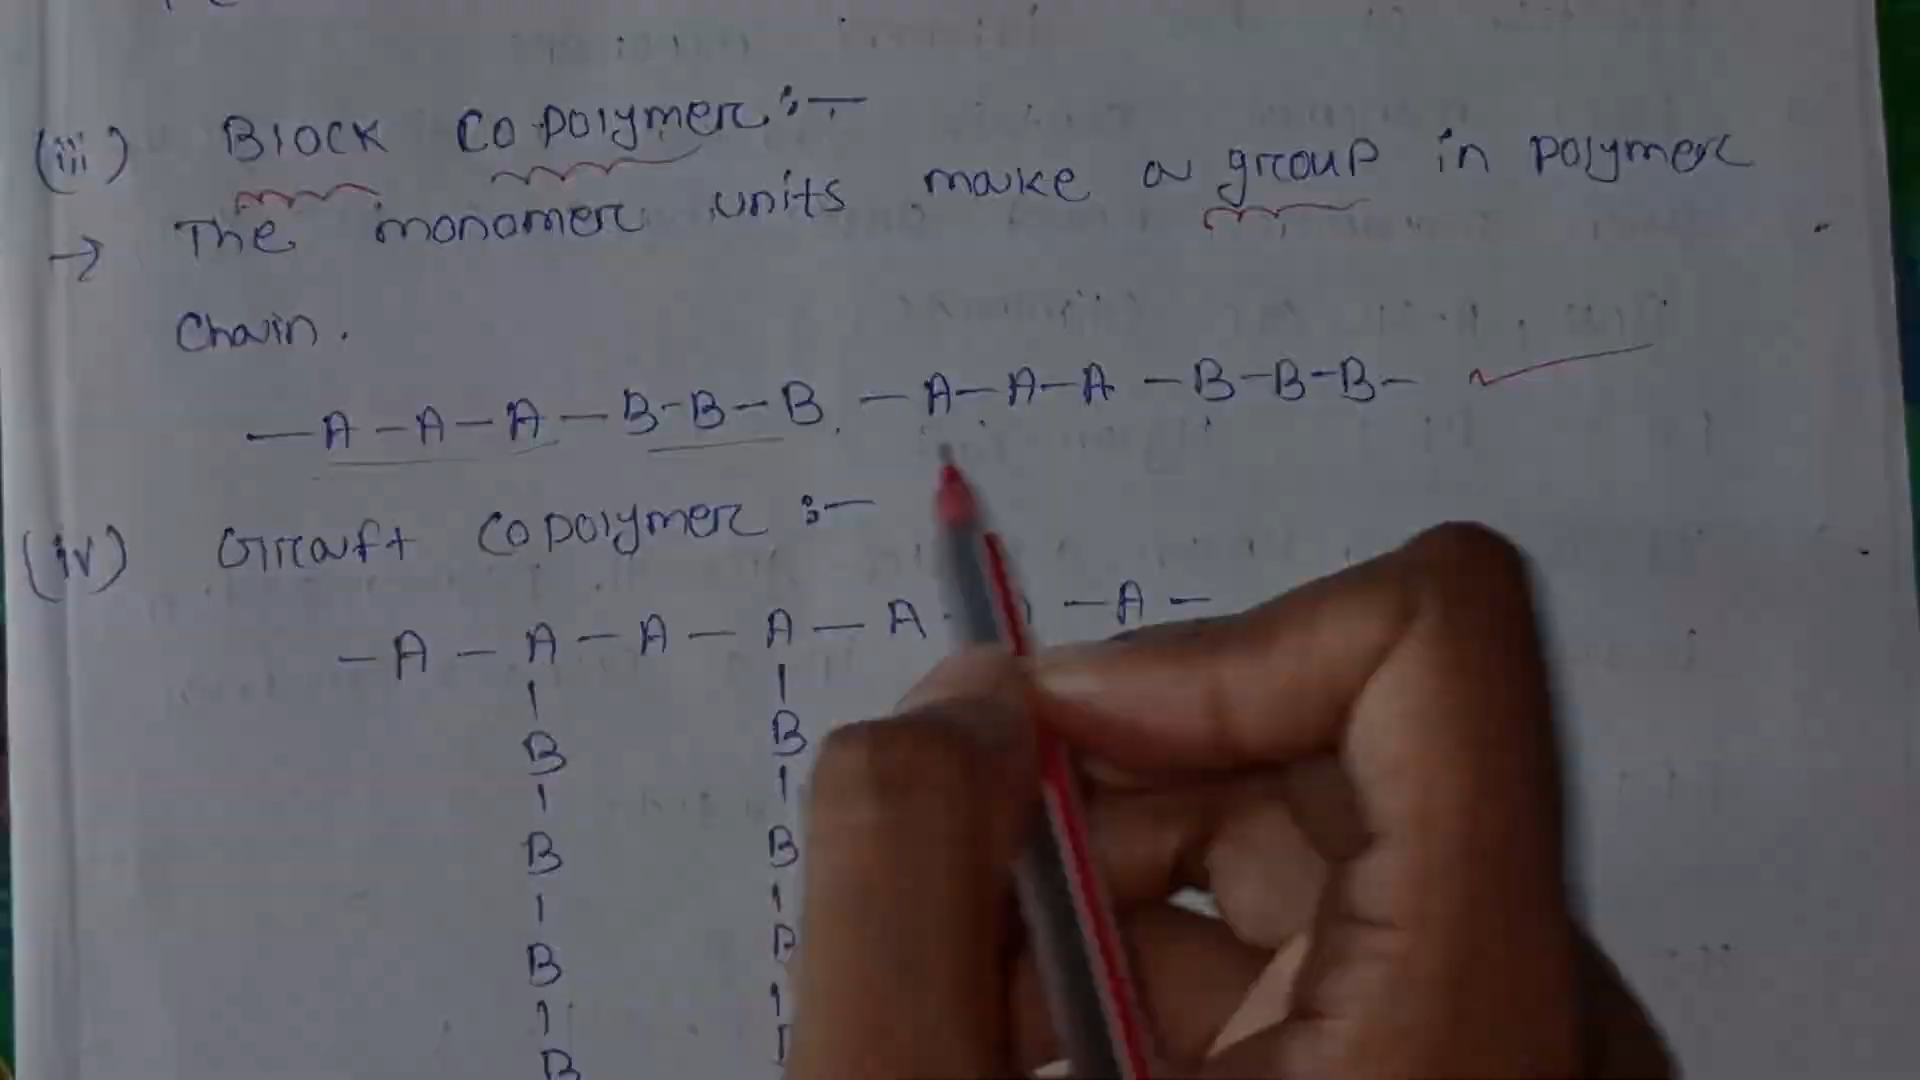 (iii) Block Copolymer :-
→ The monomer units make a group in polymer
chain.
-A-A-A-B-B-B-A-A-A-B-B-B-
(iv) Graft Copolymer :-
-A-A-A-A-A- -A-
| |
B B
| |
B B
| |
B B
| |
B